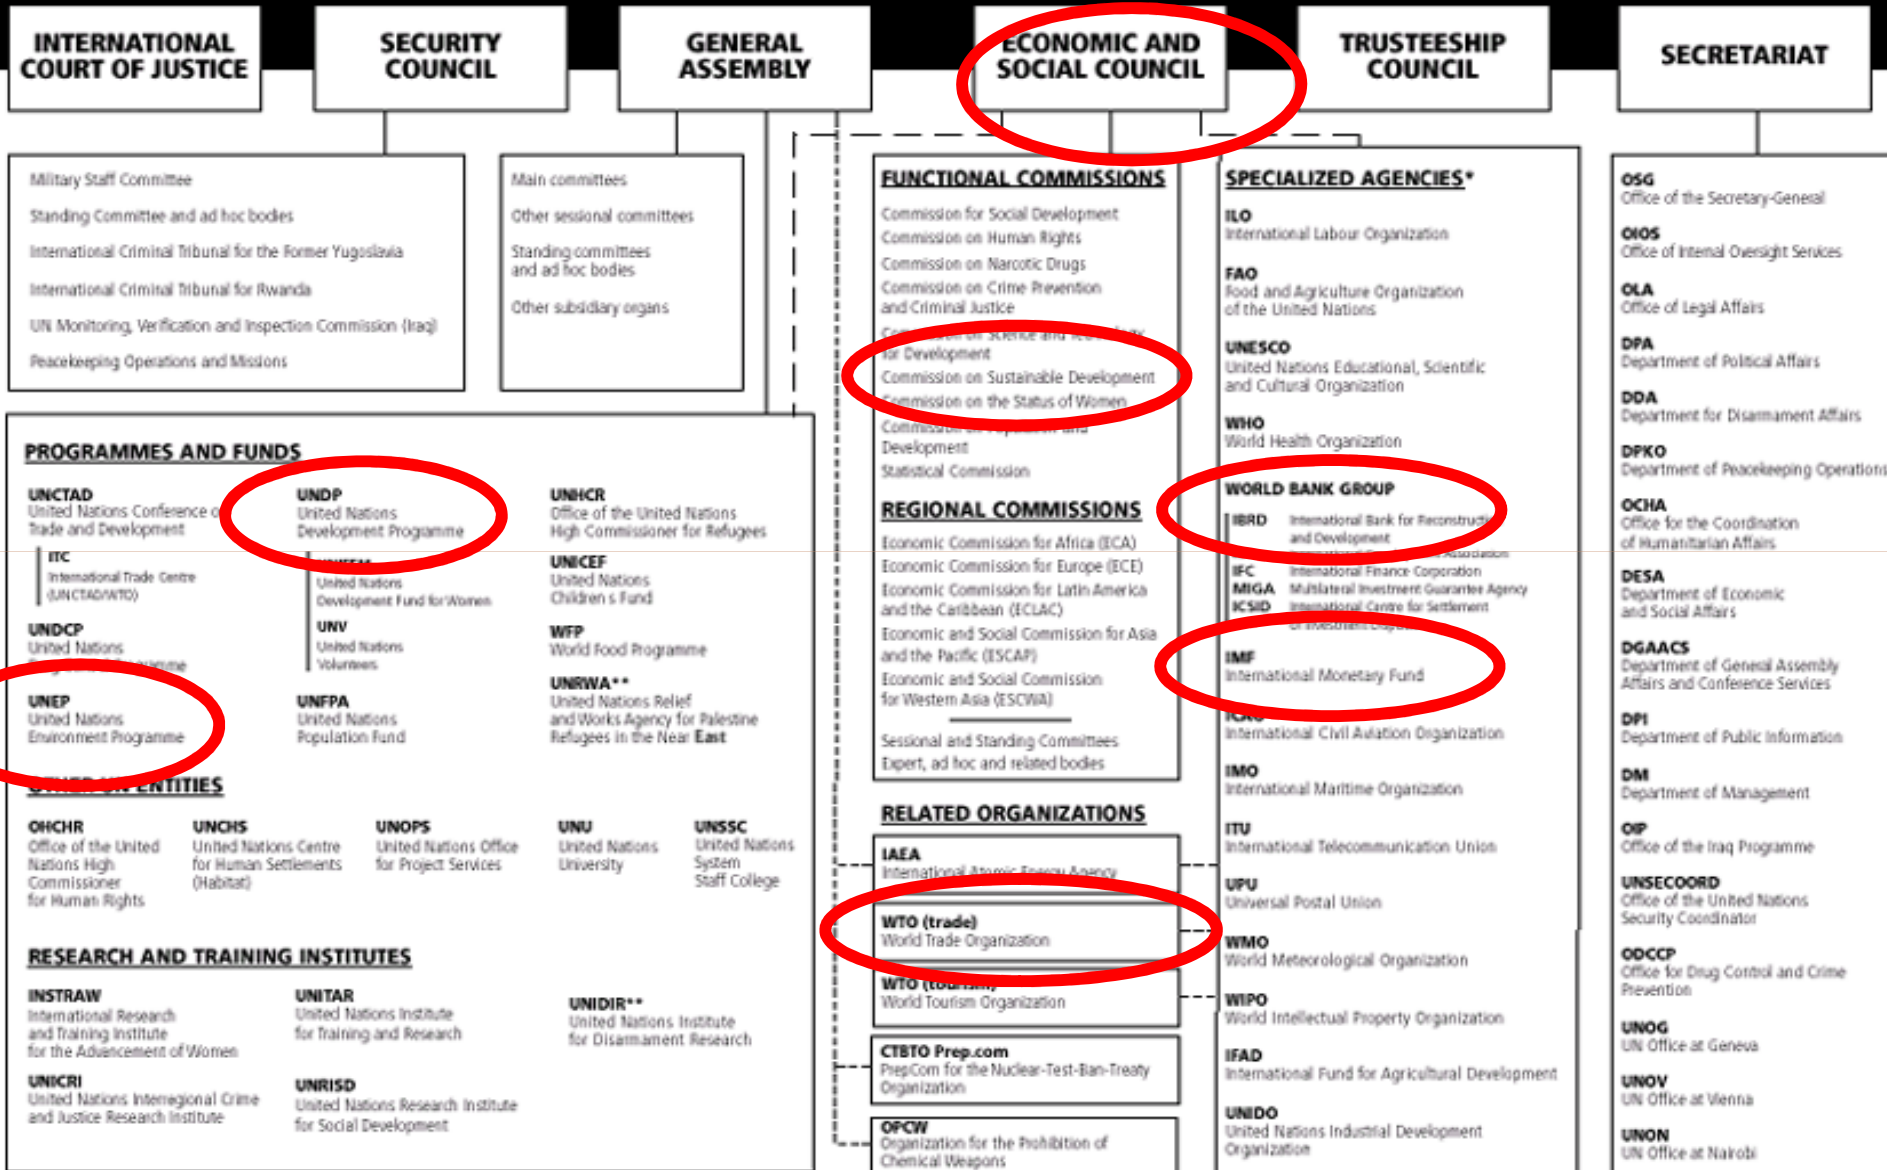 INTERNATIONAL
COURT OF JUSTICE
SECURITY
COUNCIL
GENERAL
ASSEMBLY
ECONOMIC AND
SOCIAL COUNCIL
TRUSTEESHIP
COUNCIL
SECRETARIAT
Military Staff Committee
Standing Committee and ad hoc bodies
International Criminal Tribunal for the Former Yugoslavia
International Criminal Tribunal for Rwanda
UN Monitoring, Verification and Inspection Commission (Iraq)
Peacekeeping Operations and Missions
Main committees
Other sessional committees
Standing committees
and ad hoc bodies
Other subsidiary organs
PROGRAMMES AND FUNDS
UNCTAD
United Nations Conference
Trade and Development
ITC
International Trade Centre
(UNCTAD/WTO)
UNDCP
United Nations
UNEP
United Nations
Environment Programme
UNDP
United Nations
Development Programme
United Nations
Development Fund for Women
UNV
United Nations
Volunteers
UNFPA
United Nations
Population Fund
UNHCR
Office of the United Nations
High Commissioner for Refugees
UNICEF
United Nations
Children s Fund
WFP
World Food Programme
UNRWA**
United Nations Relief
and Works Agency for Palestine
Refugees in the Near East
OTHER UN ENTITIES
OHCHR
Office of the United
Nations High
Commissioner
for Human Rights
UNCHS
United Nations Centre
for Human Settlements
(Habitat)
UNOPS
United Nations Office
for Project Services
UNU
United Nations
University
UNSSC
United Nations
System
Staff College
RESEARCH AND TRAINING INSTITUTES
INSTRAW
International Research
and Training Institute
for the Advancement of Women
UNICRI
United Nations Interregional Crime
and Justice Research Institute
UNITAR
United Nations Institute
for Training and Research
UNRISD
United Nations Research Institute
for Social Development
UNIDIR**
United Nations Institute
for Disarmament Research
FUNCTIONAL COMMISSIONS
Commission for Social Development
Commission on Human Rights
Commission on Narcotic Drugs
Commission on Crime Prevention
and Criminal Justice
Commission on Science and Technology
for Development
Commission on Sustainable Development
Commission on the Status of Women
Commission on Population and
Development
Statistical Commission
REGIONAL COMMISSIONS
Economic Commission for Africa (ECA)
Economic Commission for Europe (ECE)
Economic Commission for Latin America
and the Caribbean (ECLAC)
Economic and Social Commission for Asia
and the Pacific (ESCAP)
Economic and Social Commission
for Western Asia (ESCWA)
Sessional and Standing Committees
Expert, ad hoc and related bodies
RELATED ORGANIZATIONS
IAEA
International Atomic Energy Agency
WTO (trade)
World Trade Organization
WTO (tourism)
World Tourism Organization
CTBTO Prep.com
PrepCom for the Nuclear-Test-Ban-Treaty
Organization
OPCW
Organization for the Prohibition of
Chemical Weapons
SPECIALIZED AGENCIES*
ILO
International Labour Organization
FAO
Food and Agriculture Organization
of the United Nations
UNESCO
United Nations Educational, Scientific
and Cultural Organization
WHO
World Health Organization
WORLD BANK GROUP
IBRD International Bank for Reconstruction
and Development
Association
IFC International Finance Corporation
MIGA Multilateral Investment Guarantee Agency
ICSID International Centre for Settlement
of Investment
IMF
International Monetary Fund
ICAO
International Civil Aviation Organization
IMO
International Maritime Organization
ITU
International Telecommunication Union
UPU
Universal Postal Union
WMO
World Meteorological Organization
WIPO
World Intellectual Property Organization
IFAD
International Fund for Agricultural Development
UNIDO
United Nations Industrial Development
Organization
OSG
Office of the Secretary-General
OIOS
Office of Internal Oversight Services
OLA
Office of Legal Affairs
DPA
Department of Political Affairs
DDA
Department for Disarmament Affairs
DPKO
Department of Peacekeeping Operations
OCHA
Office for the Coordination
of Humanitarian Affairs
DESA
Department of Economic
and Social Affairs
DGAACS
Department of General Assembly
Affairs and Conference Services
DPI
Department of Public Information
DM
Department of Management
OIP
Office of the Iraq Programme
UNSECOORD
Office of the United Nations
Security Coordinator
ODCCP
Office for Drug Control and Crime
Prevention
UNOG
UN Office at Geneva
UNOV
UN Office at Vienna
UNON
UN Office at Nairobi